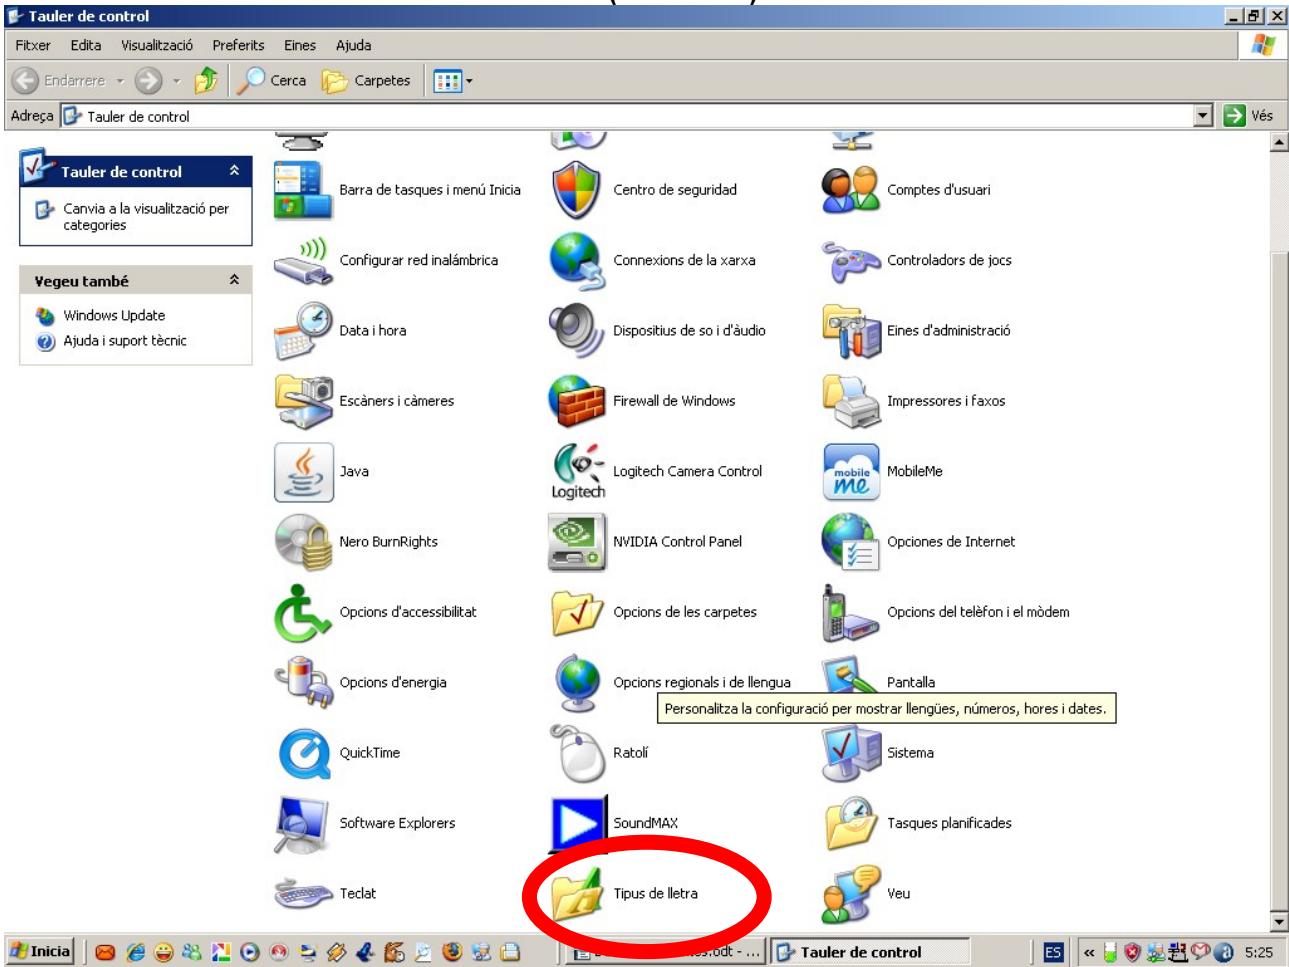 Tauler de control
Fitxer Edita Visualització Preferits Eines Ajuda
Endarrere Cerca Carpetes
Adreça Tauler de control Vés
Tauler de control
Canvia a la visualització per
categories
Vegeu també
Windows Update
Ajuda i suport tècnic
Barra de tasques i menú Inicia Centro de seguridad Comptes d'usuari
Configurar red inalámbrica Connexions de la xarxa Controladors de jocs
Data i hora Dispositius de so i d'àudio Eines d'administració
Escàners i càmeres Firewall de Windows Impressores i faxos
Java Logitech Logitech Camera Control mobile me MobileMe
Nero BurnRights NVIDIA Control Panel Opciones de Internet
Opcions d'accessibilitat Opcions de les carpetes Opcions del telèfon i el mòdem
Opcions d'energia Opcions regionals i de llengua Pantalla
Personalitza la configuració per mostrar llengües, números, hores i dates.
QuickTime Ratolí Sistema
Software Explorers SoundMAX Tasques planificades
Teclat Tipus de lletra Veu
Inicia .odt - ... Tauler de control ES « 5:25